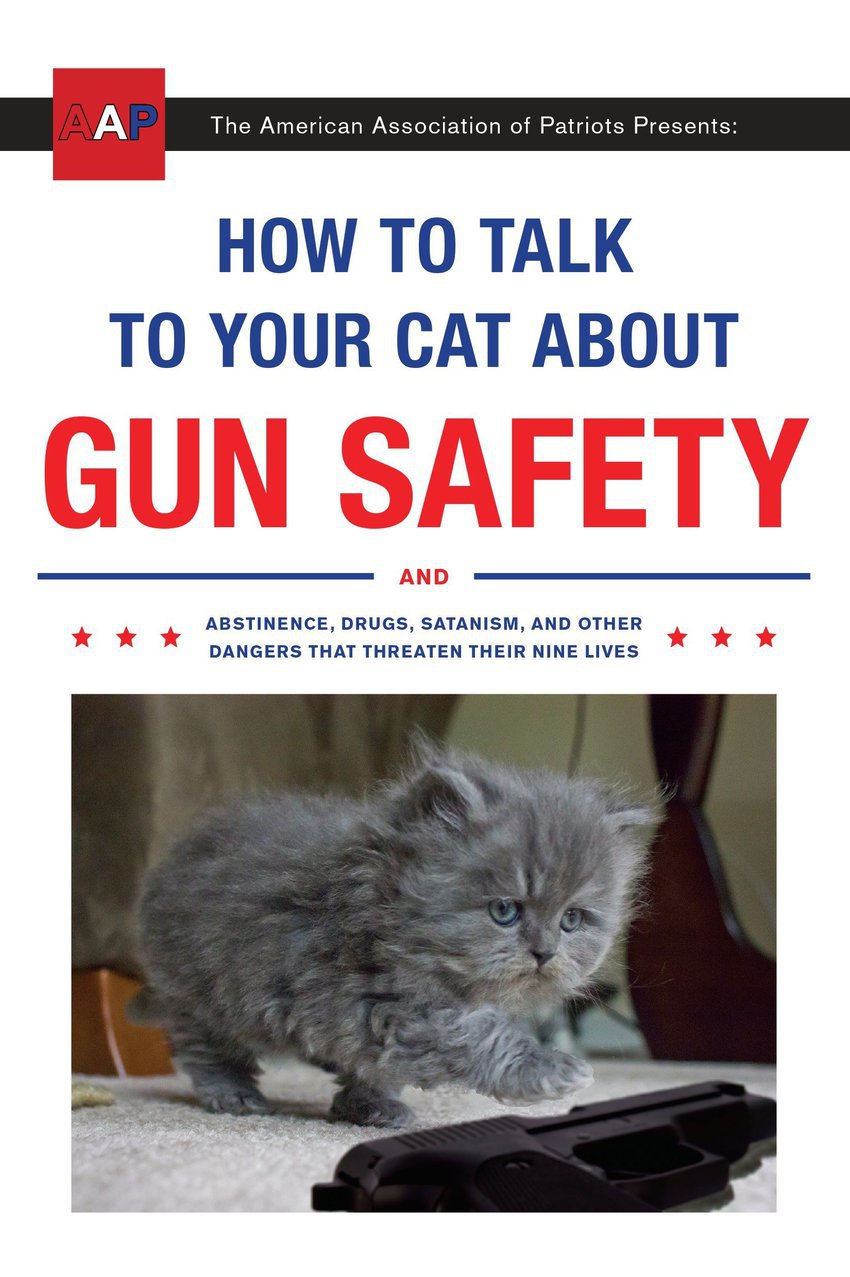 AAP
The American Association of Patriots Presents:
HOW TO TALK
TO YOUR CAT ABOUT
GUN SAFETY
AND
ABSTINENCE, DRUGS, SATANISM, AND OTHER
DANGERS THAT THREATEN THEIR NINE LIVES